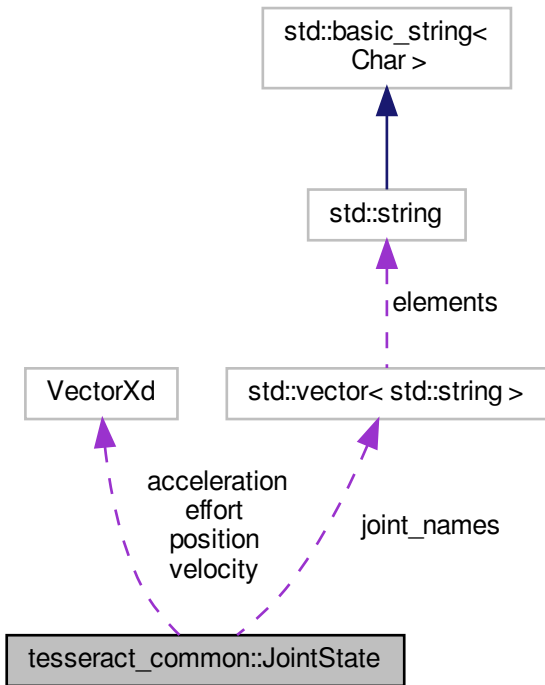 std::basic_string<
Char >
std::string
elements
VectorXd
std::vector< std::string >
acceleration
effort
position
velocity
joint_names
tesseract_common::JointState